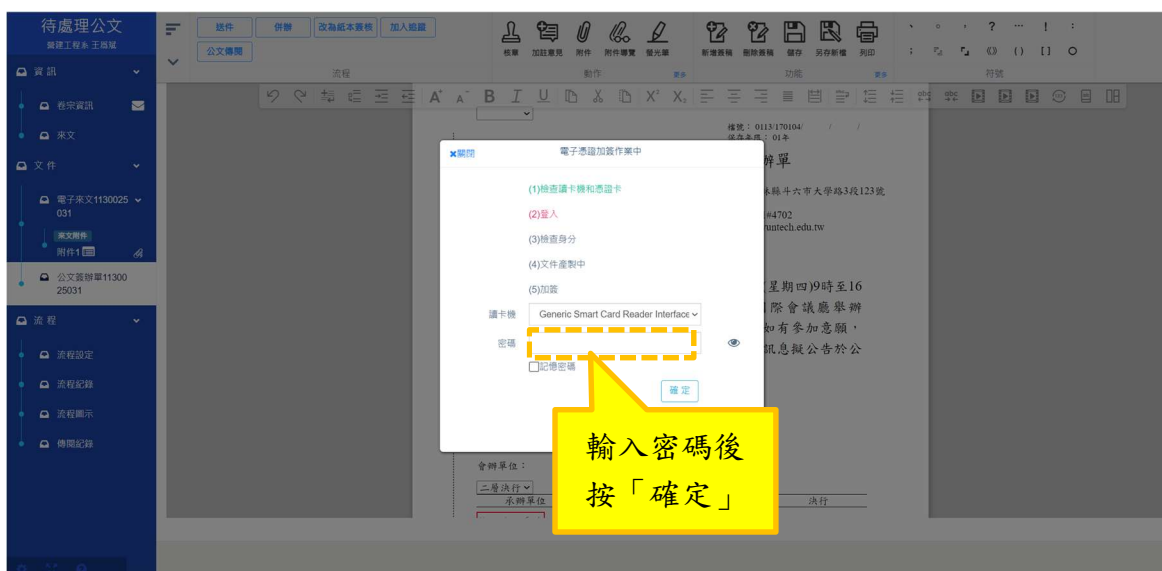 待處理公文
營建工程系 王嵐斌
資訊
卷宗資訊
來文
文件
電子來文1130025
031
來文附件
附件1
公文簽辦單11300
25031
流程
流程設定
流程紀錄
流程圖示
傳閱紀錄
送件
併辦
改為紙本簽核
加入追蹤
公文傳閱
流程
核章
加註意見
附件
附件導覽
螢光筆
動作
更多
新增簽稿
刪除簽稿
儲存
另存新檔
列印
功能
更多
、 。 , ? … ! :
; 《》 () [] ○
符號
A+ A- B I U X² X₂
檔號: 0113/170104/ / /
保存年限: 01年
辦單
縣斗六市大學路3段123號
#4702
untech.edu.tw
星期四)9時至16
際會議廳舉辦
如有參加意願,
訊息擬公告於公
✖關閉
電子憑證加簽作業中
(1)檢查讀卡機和憑證卡
(2)登入
(3)檢查身分
(4)文件產製中
(5)加簽
讀卡機
Generic Smart Card Reader Interface
密碼
記憶密碼
確定
輸入密碼後
按「確定」
會辦單位:
二層決行
承辦單位
決行